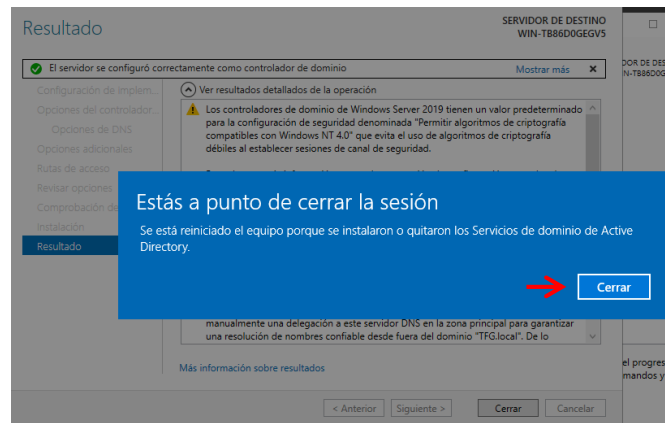 Resultado
SERVIDOR DE DESTINO
WIN-TB86D0GEGV5
El servidor se configuró correctamente como controlador de dominio
Mostrar más
Configuración de implem...
Opciones del controlador...
Opciones de DNS
Opciones adicionales
Rutas de acceso
Revisar opciones
Comprobación de
Instalación
Resultado
Ver resultados detallados de la operación
Los controladores de dominio de Windows Server 2019 tienen un valor predeterminado
para la configuración de seguridad denominada "Permitir algoritmos de criptografía
compatibles con Windows NT 4.0" que evita el uso de algoritmos de criptografía
débiles al establecer sesiones de canal de seguridad.
Estás a punto de cerrar la sesión
Se está reiniciado el equipo porque se instalaron o quitaron los Servicios de dominio de Active
Directory.
Cerrar
manualmente una delegación a este servidor DNS en la zona principal para garantizar
una resolución de nombres confiable desde fuera del dominio "TFG.local". De lo
Más información sobre resultados
< Anterior
Siguiente >
Cerrar
Cancelar
DOR DE DES
N-TB86D0G
el progres
mandos y